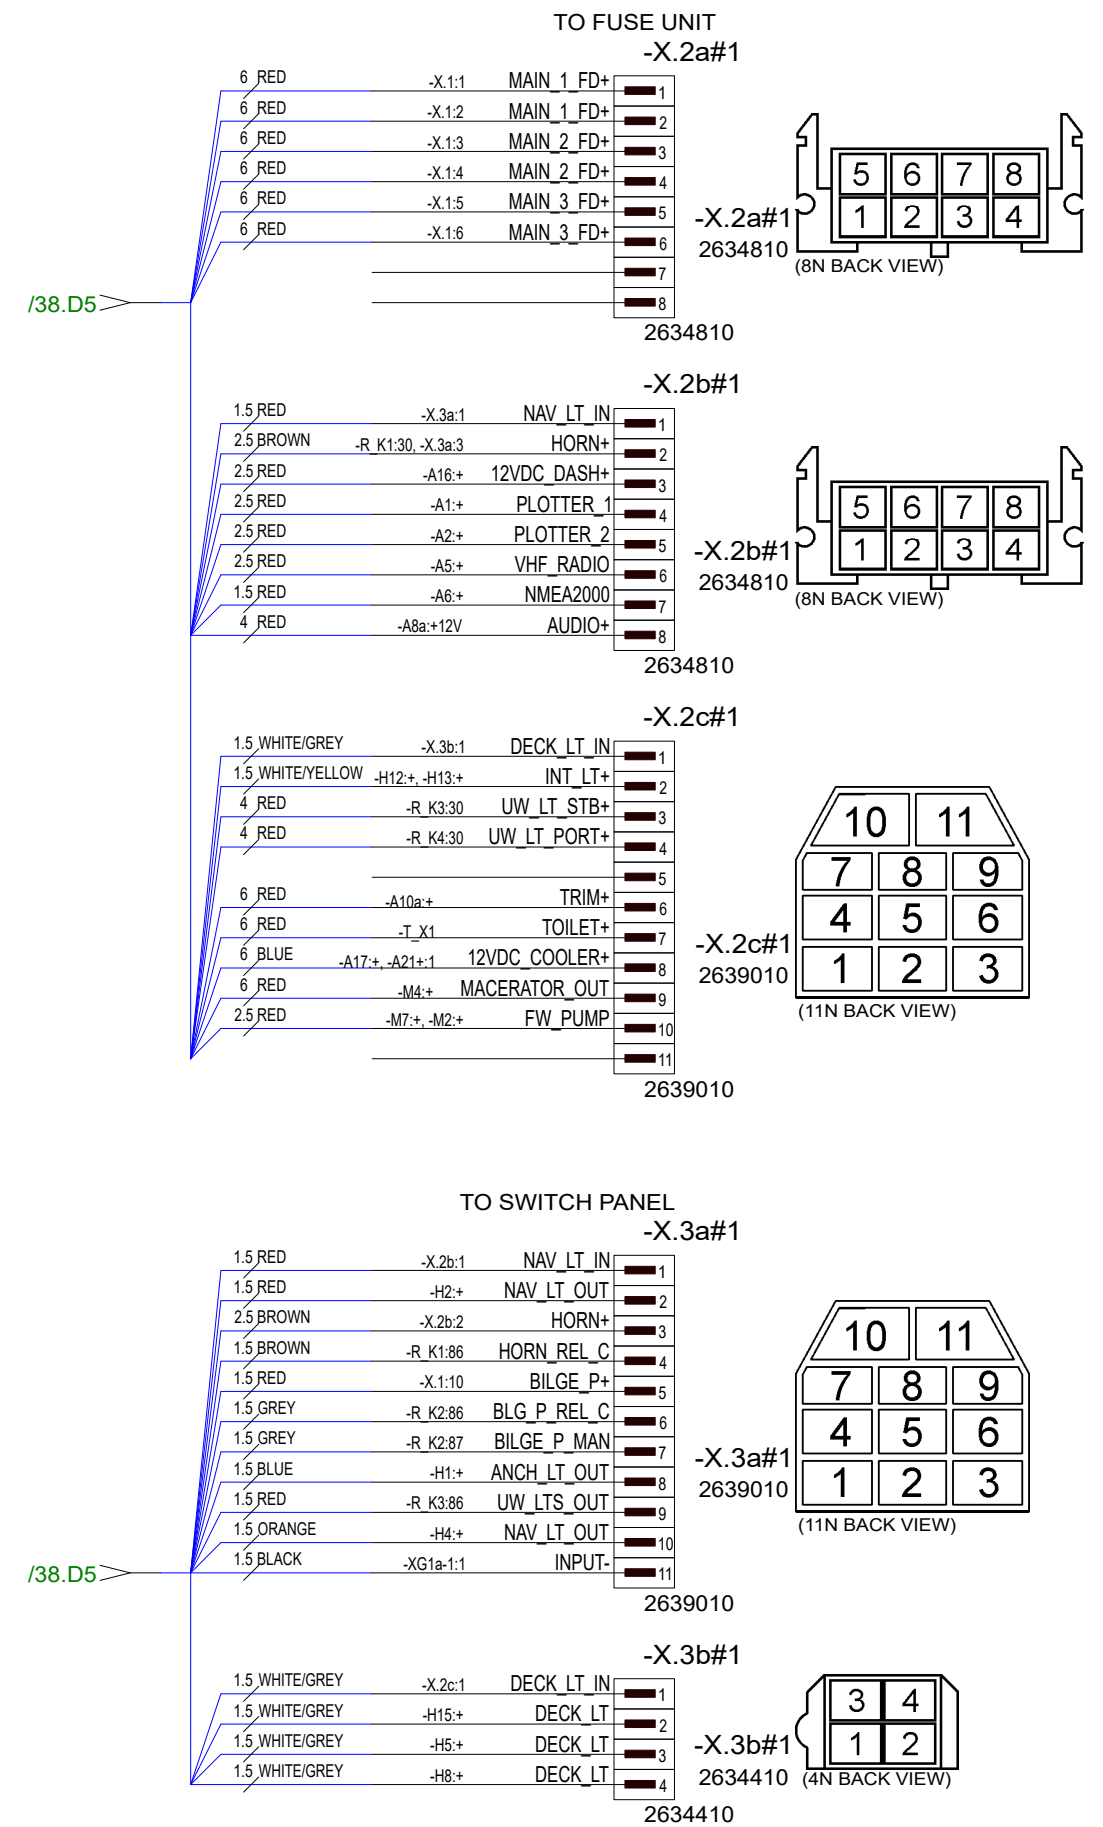 TO FUSE UNIT
-X.2a#1
6 RED -X.1:1 MAIN_1_FD+ 1
6 RED -X.1:2 MAIN_1_FD+ 2
6 RED -X.1:3 MAIN_2_FD+ 3
6 RED -X.1:4 MAIN_2_FD+ 4
6 RED -X.1:5 MAIN_3_FD+ 5
6 RED -X.1:6 MAIN_3_FD+ 6
7
/38.D5 8
2634810
5 6 7 8
1 2 3 4
-X.2a#1
2634810
(8N BACK VIEW)
-X.2b#1
1.5 RED -X.3a:1 NAV_LT_IN 1
2.5 BROWN -R_K1:30, -X.3a:3 HORN+ 2
2.5 RED -A16:+ 12VDC_DASH+ 3
2.5 RED -A1:+ PLOTTER_1 4
2.5 RED -A2:+ PLOTTER_2 5
2.5 RED -A5:+ VHF_RADIO 6
1.5 RED -A6:+ NMEA2000 7
4 RED -A8a:+12V AUDIO+ 8
2634810
5 6 7 8
1 2 3 4
-X.2b#1
2634810
(8N BACK VIEW)
-X.2c#1
1.5 WHITE/GREY -X.3b:1 DECK_LT_IN 1
1.5 WHITE/YELLOW -H12:+, -H13:+ INT_LT+ 2
4 RED -R_K3:30 UW_LT_STB+ 3
4 RED -R_K4:30 UW_LT_PORT+ 4
5
6 RED -A10a:+ TRIM+ 6
6 RED -T_X1 TOILET+ 7
6 BLUE -A17:+, -A21+:1 12VDC_COOLER+ 8
6 RED -M4:+ MACERATOR_OUT 9
2.5 RED -M7:+, -M2:+ FW_PUMP 10
11
2639010
10 11
7 8 9
4 5 6
1 2 3
-X.2c#1
2639010
(11N BACK VIEW)
TO SWITCH PANEL
-X.3a#1
1.5 RED -X.2b:1 NAV_LT_IN 1
1.5 RED -H2:+ NAV_LT_OUT 2
2.5 BROWN -X.2b:2 HORN+ 3
1.5 BROWN -R_K1:86 HORN_REL_C 4
1.5 RED -X.1:10 BILGE_P+ 5
1.5 GREY -R_K2:86 BLG_P_REL_C 6
1.5 GREY -R_K2:87 BILGE_P_MAN 7
1.5 BLUE -H1:+ ANCH_LT_OUT 8
1.5 RED -R_K3:86 UW_LTS_OUT 9
1.5 ORANGE -H4:+ NAV_LT_OUT 10
/38.D5 1.5 BLACK -XG1a-1:1 INPUT- 11
2639010
10 11
7 8 9
4 5 6
1 2 3
-X.3a#1
2639010
(11N BACK VIEW)
-X.3b#1
1.5 WHITE/GREY -X.2c:1 DECK_LT_IN 1
1.5 WHITE/GREY -H15:+ DECK_LT 2
1.5 WHITE/GREY -H5:+ DECK_LT 3
1.5 WHITE/GREY -H8:+ DECK_LT 4
2634410
3 4
1 2
-X.3b#1
2634410
(4N BACK VIEW)